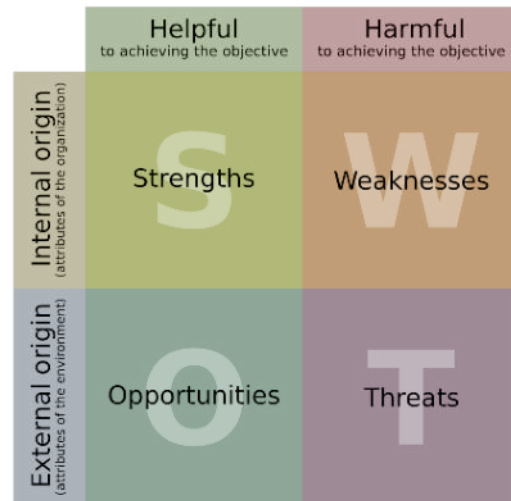 Helpful
to achieving the objective
Harmful
to achieving the objective
Internal origin
(attributes of the organization)
S
Strengths
W
Weaknesses
External origin
(attributes of the environment)
O
Opportunities
T
Threats